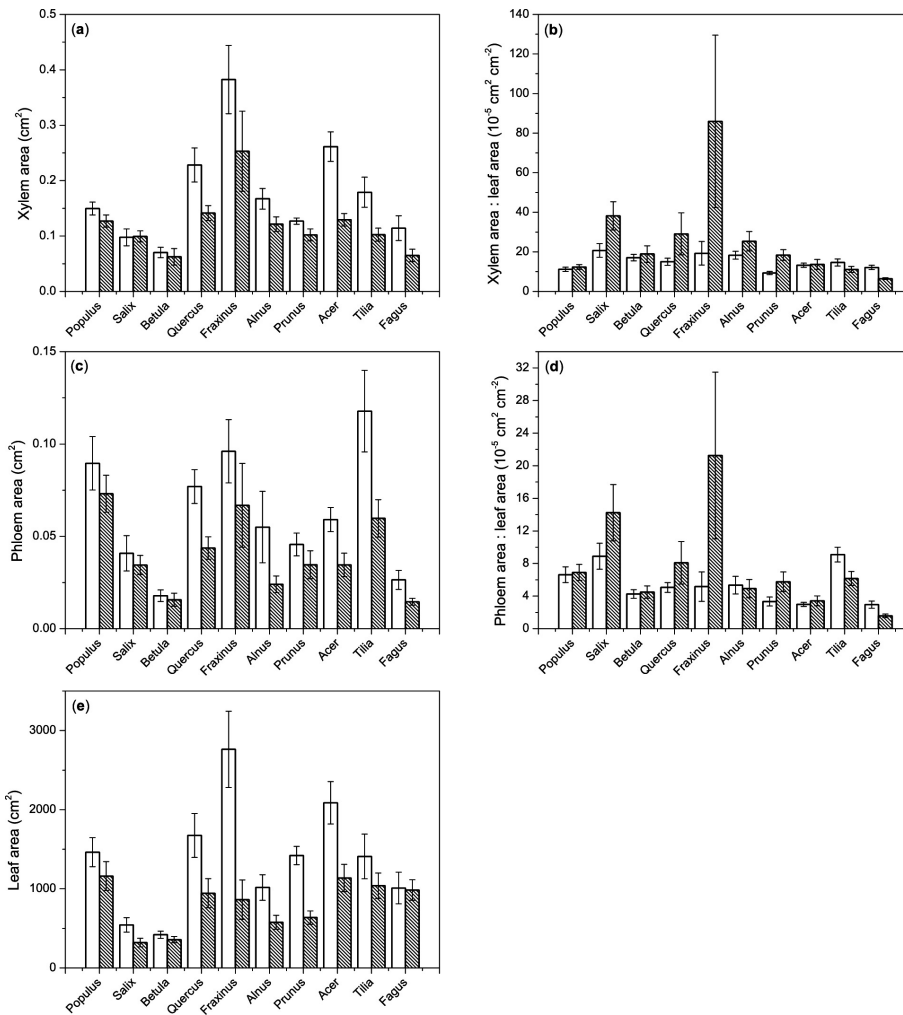 (a)
Xylem area (cm²)
0.5
0.4
0.3
0.2
0.1
0.0
Populus
Salix
Betula
Quercus
Fraxinus
Alnus
Prunus
Acer
Tilia
Fagus
(b)
Xylem area : leaf area (10⁻⁵ cm² cm⁻²)
140
120
100
80
60
40
20
0
Populus
Salix
Betula
Quercus
Fraxinus
Alnus
Prunus
Acer
Tilia
Fagus
(c)
Phloem area (cm²)
0.15
0.10
0.05
0.00
Populus
Salix
Betula
Quercus
Fraxinus
Alnus
Prunus
Acer
Tilia
Fagus
(d)
Phloem area : leaf area (10⁻⁵ cm² cm⁻²)
32
28
24
20
16
12
8
4
0
Populus
Salix
Betula
Quercus
Fraxinus
Alnus
Prunus
Acer
Tilia
Fagus
(e)
Leaf area (cm²)
3000
2000
1000
0
Populus
Salix
Betula
Quercus
Fraxinus
Alnus
Prunus
Acer
Tilia
Fagus